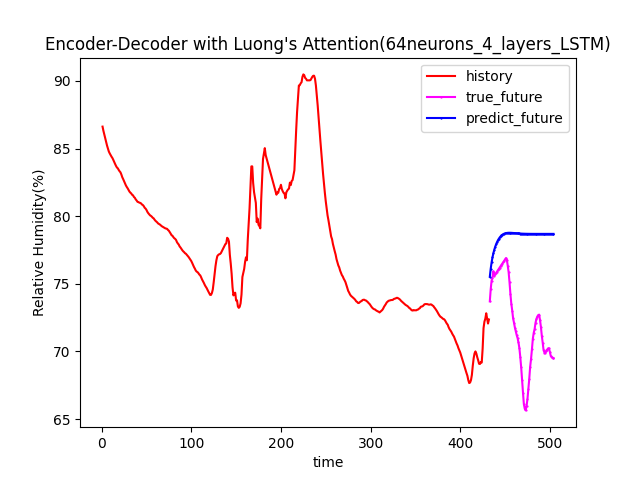 Encoder-Decoder with Luong's Attention(64neurons_4_layers_LSTM)
history
true_future
predict_future
Relative Humidity(%)
90
85
80
75
70
65
0 100 200 300 400 500
time